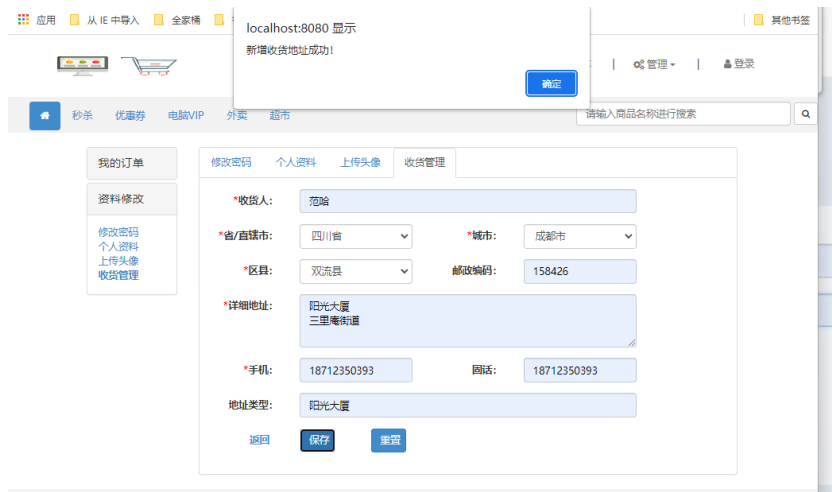 应用 从 IE 中导入 全家桶 其他书签
localhost:8080 显示
新增收货地址成功!
确定
| 管理 | 登录
秒杀 优惠券 电脑VIP 外卖 超市 请输入商品名称进行搜索
我的订单
资料修改
修改密码
个人资料
上传头像
收货管理
修改密码 个人资料 上传头像 收货管理
*收货人: 范哈
*省/直辖市: 四川省 *城市: 成都市
*区县: 双流县 邮政编码: 158426
*详细地址: 阳光大厦
三里庵街道
*手机: 18712350393 固话: 18712350393
地址类型: 阳光大厦
返回 保存 重置